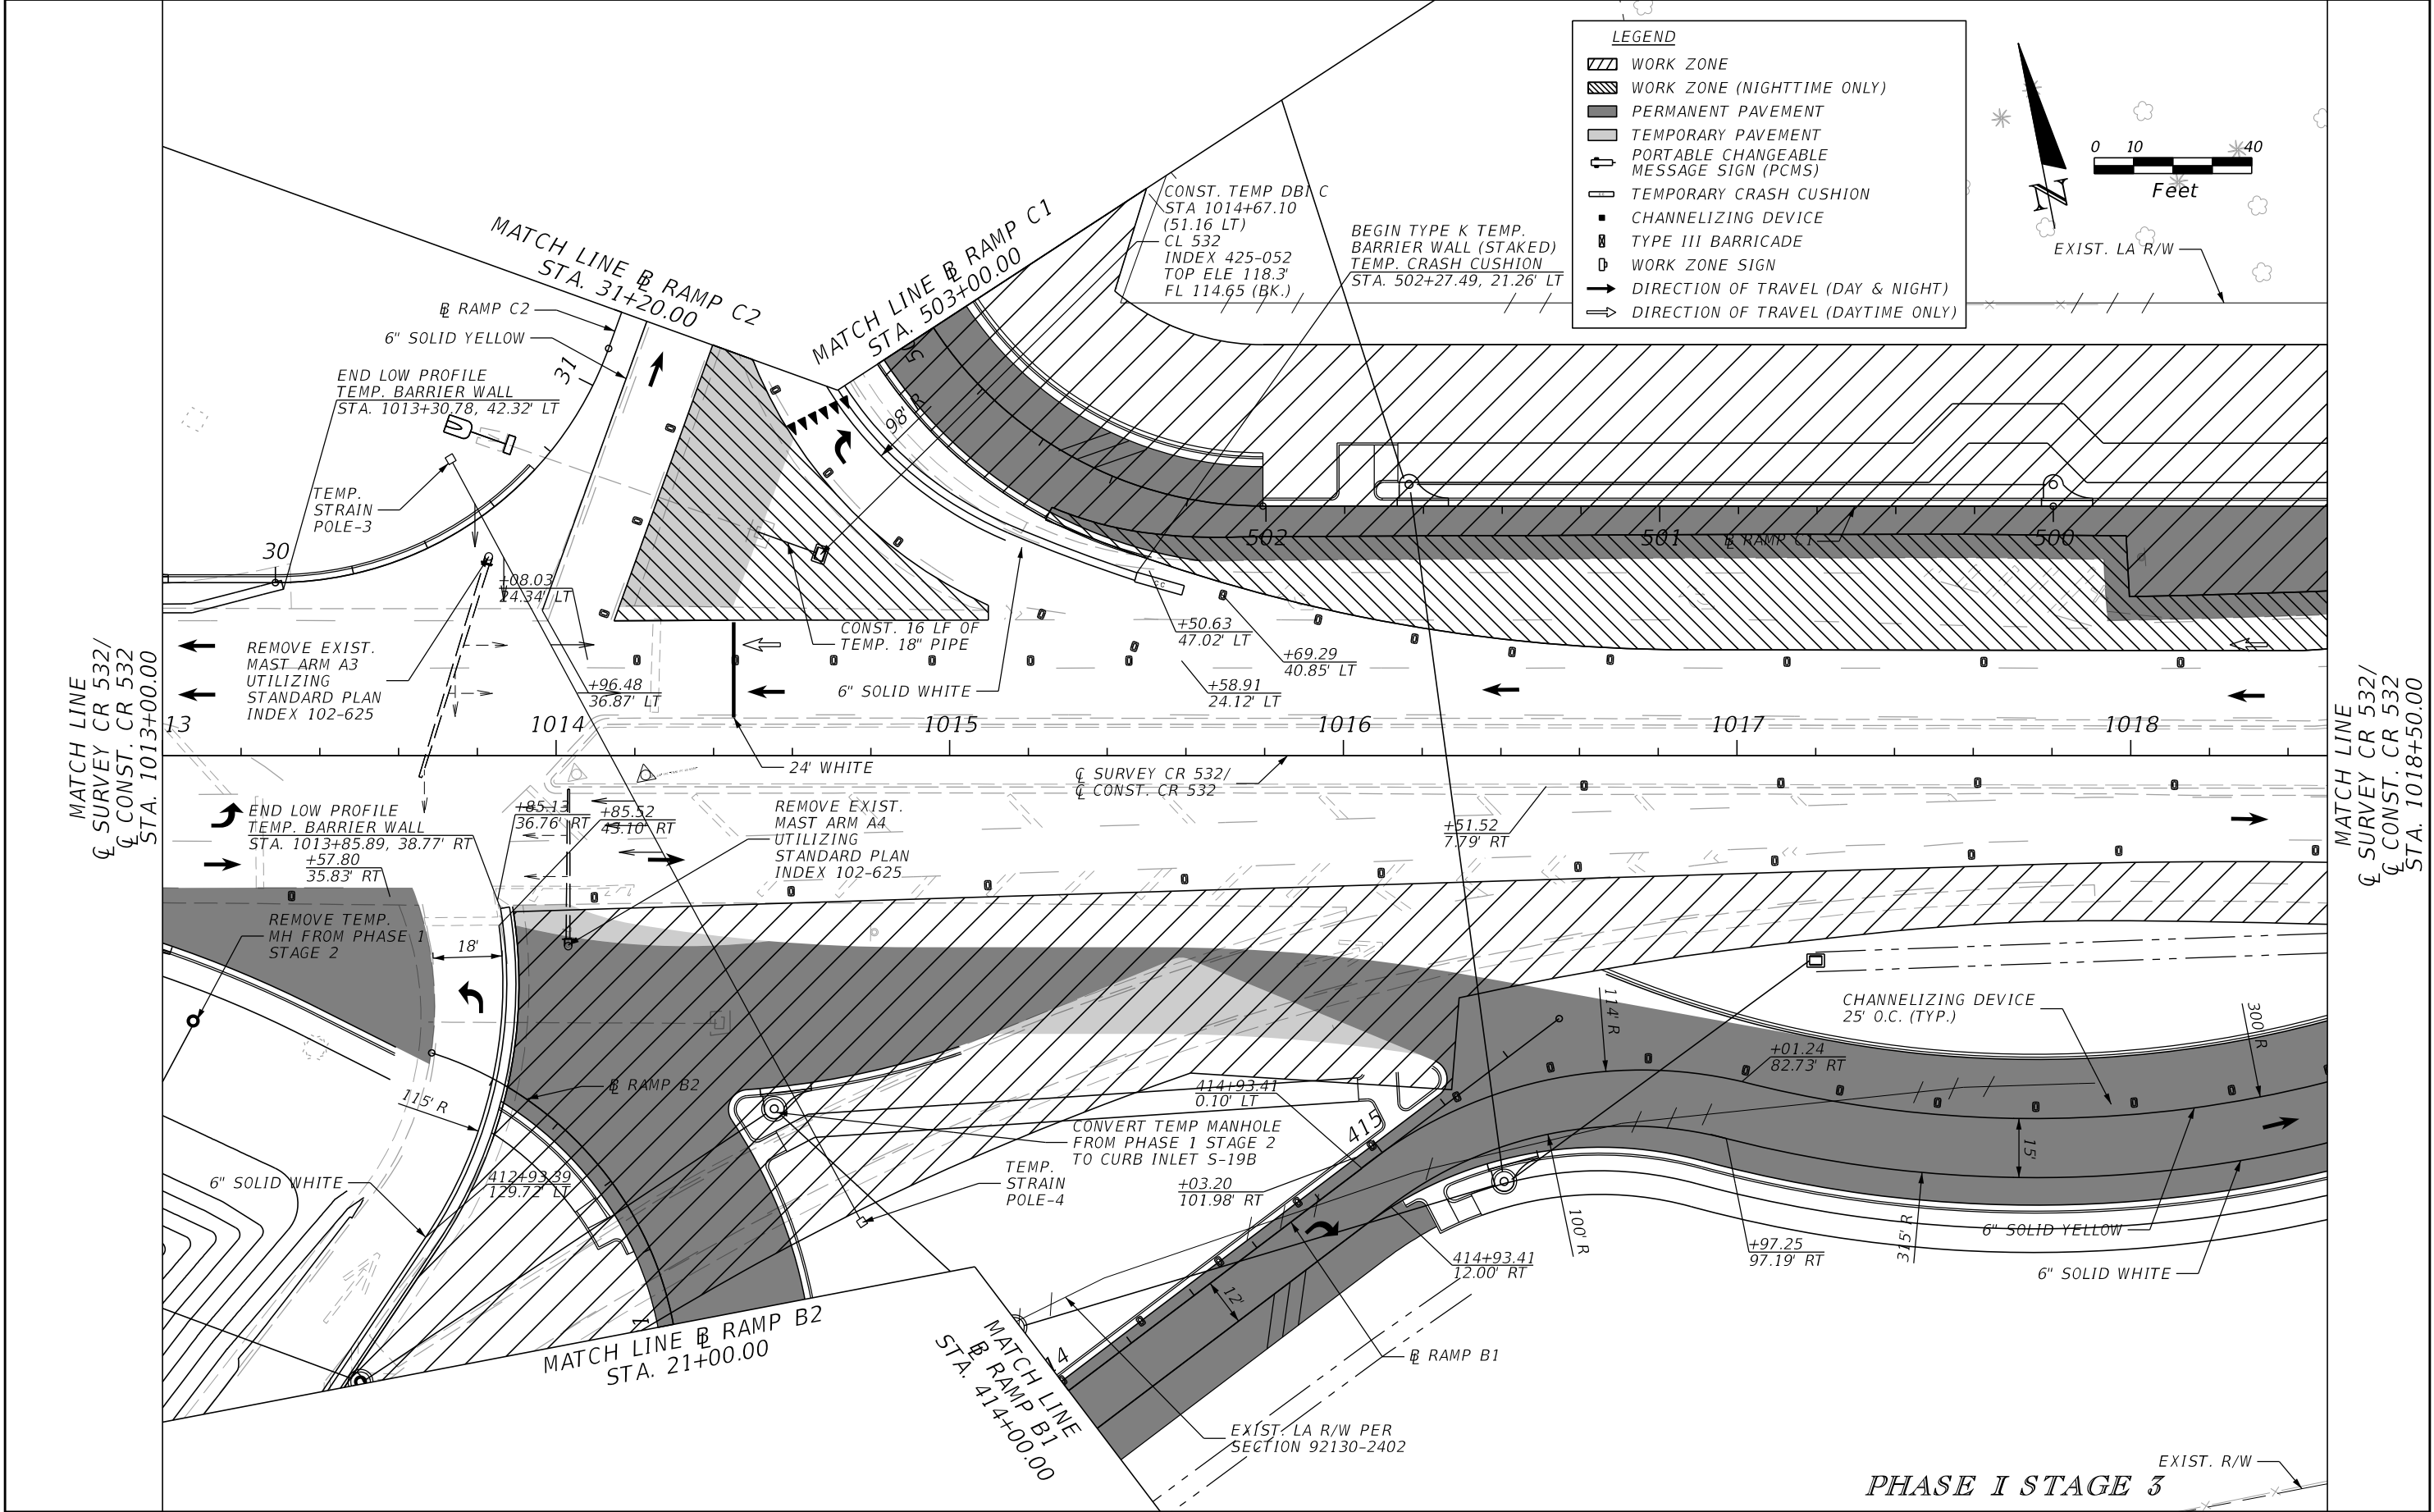 LEGEND
WORK ZONE
WORK ZONE (NIGHTTIME ONLY)
PERMANENT PAVEMENT
TEMPORARY PAVEMENT
PORTABLE CHANGEABLE
MESSAGE SIGN (PCMS)
TEMPORARY CRASH CUSHION
CHANNELIZING DEVICE
TYPE III BARRICADE
WORK ZONE SIGN
DIRECTION OF TRAVEL (DAY & NIGHT)
DIRECTION OF TRAVEL (DAYTIME ONLY)
0 10 40
Feet
N
EXIST. LA R/W
MATCH LINE ℄ RAMP C2
STA. 31+20.00
MATCH LINE ℄ RAMP C1
STA. 503+00.00
CONST. TEMP DBI C
STA 1014+67.10
(51.16 LT)
CL 532
INDEX 425-052
TOP ELE 118.3'
FL 114.65 (BK.)
BEGIN TYPE K TEMP.
BARRIER WALL (STAKED)
TEMP. CRASH CUSHION
STA. 502+27.49, 21.26' LT
℄ RAMP C2
6" SOLID YELLOW
31
END LOW PROFILE
TEMP. BARRIER WALL
STA. 1013+30.78, 42.32' LT
98' R
TEMP.
STRAIN
POLE-3
30
502
501
℄ RAMP C1
500
+08.03
24.34' LT
CONST. 16 LF OF
TEMP. 18" PIPE
+50.63
47.02' LT
+69.29
40.85' LT
REMOVE EXIST.
MAST ARM A3
UTILIZING
STANDARD PLAN
INDEX 102-625
+96.48
36.87' LT
6" SOLID WHITE
+58.91
24.12' LT
MATCH LINE
℄ SURVEY CR 532/
℄ CONST. CR 532
STA. 1013+00.00
13
1014
1015
1016
1017
1018
MATCH LINE
℄ SURVEY CR 532/
℄ CONST. CR 532
STA. 1018+50.00
24' WHITE
℄ SURVEY CR 532/
℄ CONST. CR 532
END LOW PROFILE
TEMP. BARRIER WALL
STA. 1013+85.89, 38.77' RT
+85.13
36.76' RT
+85.52
43.10' RT
REMOVE EXIST.
MAST ARM A4
UTILIZING
STANDARD PLAN
INDEX 102-625
+51.52
7.79' RT
+57.80
35.83' RT
REMOVE TEMP.
MH FROM PHASE 1
STAGE 2
18'
114' R
CHANNELIZING DEVICE
25' O.C. (TYP.)
300' R
+01.24
82.73' RT
℄ RAMP B2
115' R
414+93.41
0.10' LT
415
CONVERT TEMP MANHOLE
FROM PHASE 1 STAGE 2
TO CURB INLET S-19B
15'
TEMP.
STRAIN
POLE-4
+03.20
101.98' RT
6" SOLID WHITE
412+93.39
129.72' LT
100' R
315' R
6" SOLID YELLOW
+97.25
97.19' RT
414+93.41
12.00' RT
6" SOLID WHITE
12'
MATCH LINE ℄ RAMP B2
STA. 21+00.00
MATCH LINE
℄ RAMP B1
STA. 414+00.00
14
℄ RAMP B1
EXIST. LA R/W PER
SECTION 92130-2402
EXIST. R/W
PHASE I STAGE 3